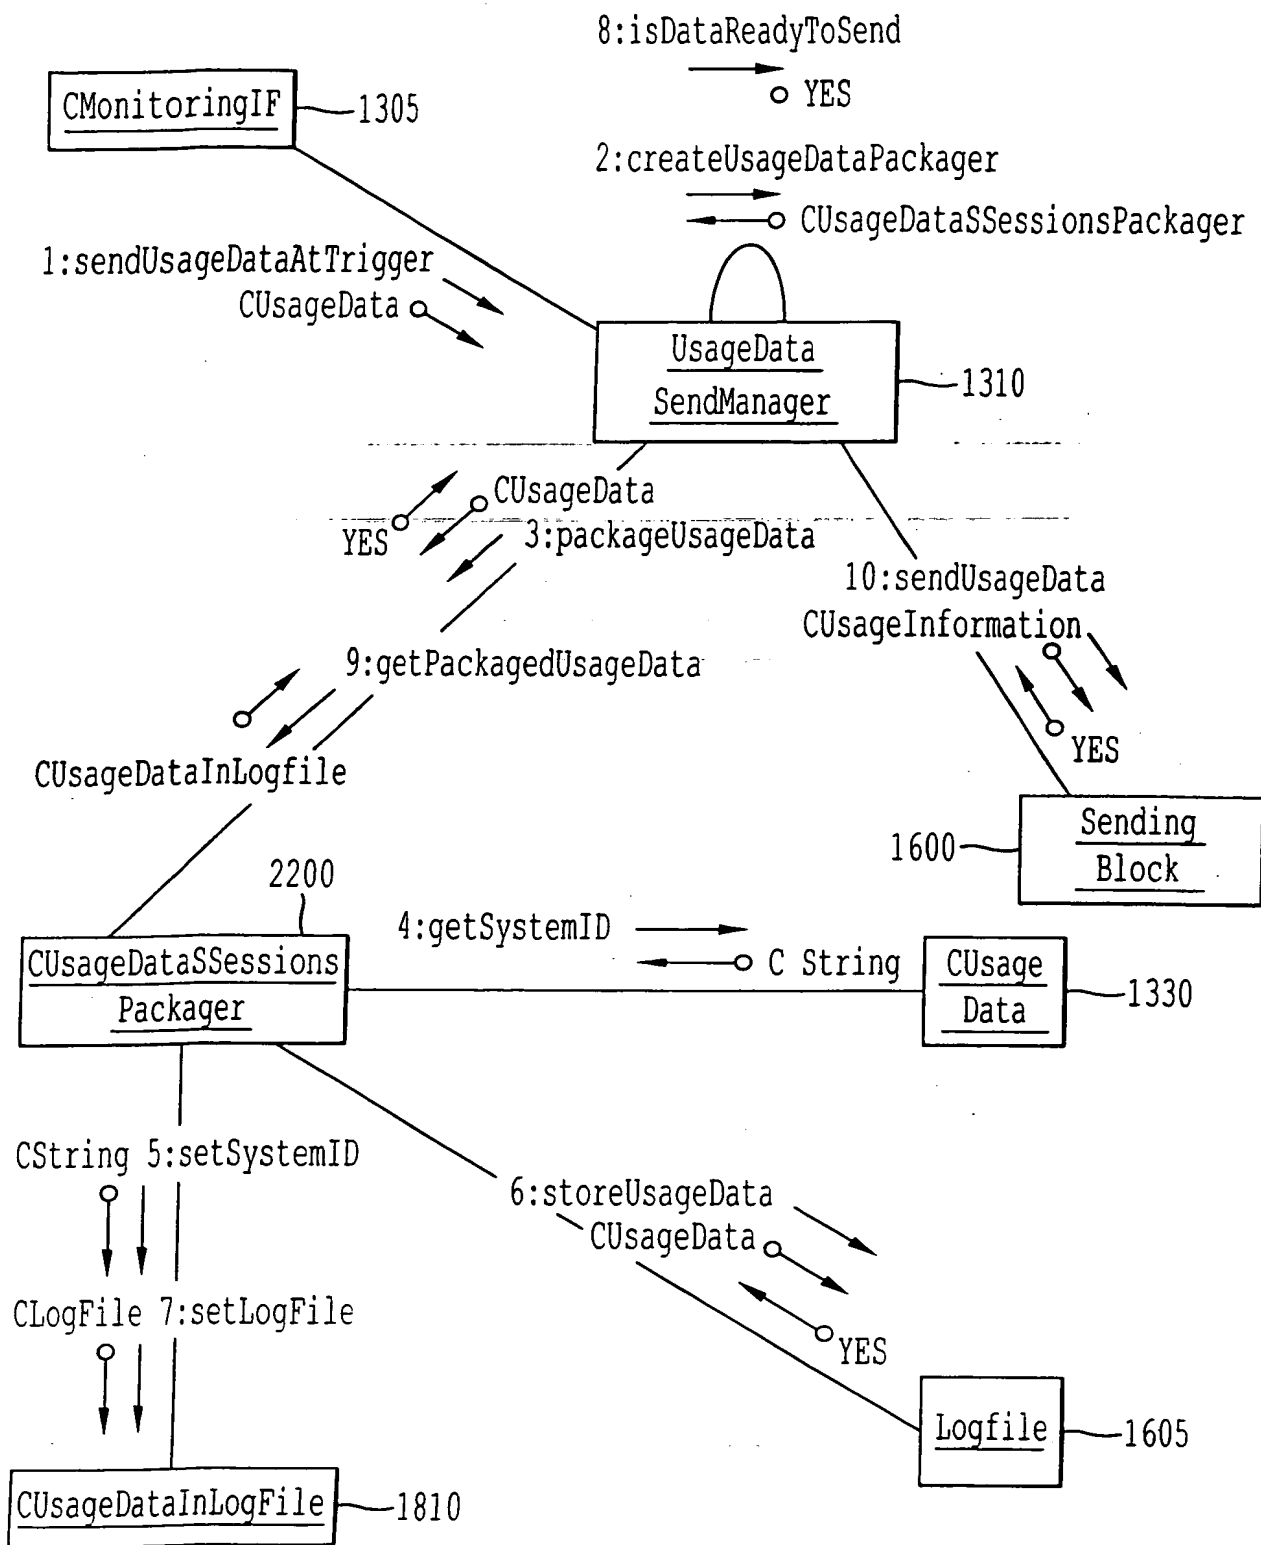 8:isDataReadyToSend
YES
CMonitoringIF
1305
2:createUsageDataPackager
CUsageDataSSessionsPackager
1:sendUsageDataAtTrigger
CUsageData
UsageData
SendManager
1310
CUsageData
YES
3:packageUsageData
10:sendUsageData
CUsageInformation
9:getPackagedUsageData
YES
CUsageDataInLogfile
1600
Sending
Block
2200
4:getSystemID
C String
CUsageDataSSessions
Packager
CUsage
Data
1330
CString 5:setSystemID
6:storeUsageData
CUsageData
CLogFile 7:setLogFile
YES
Logfile
1605
CUsageDataInLogFile
1810